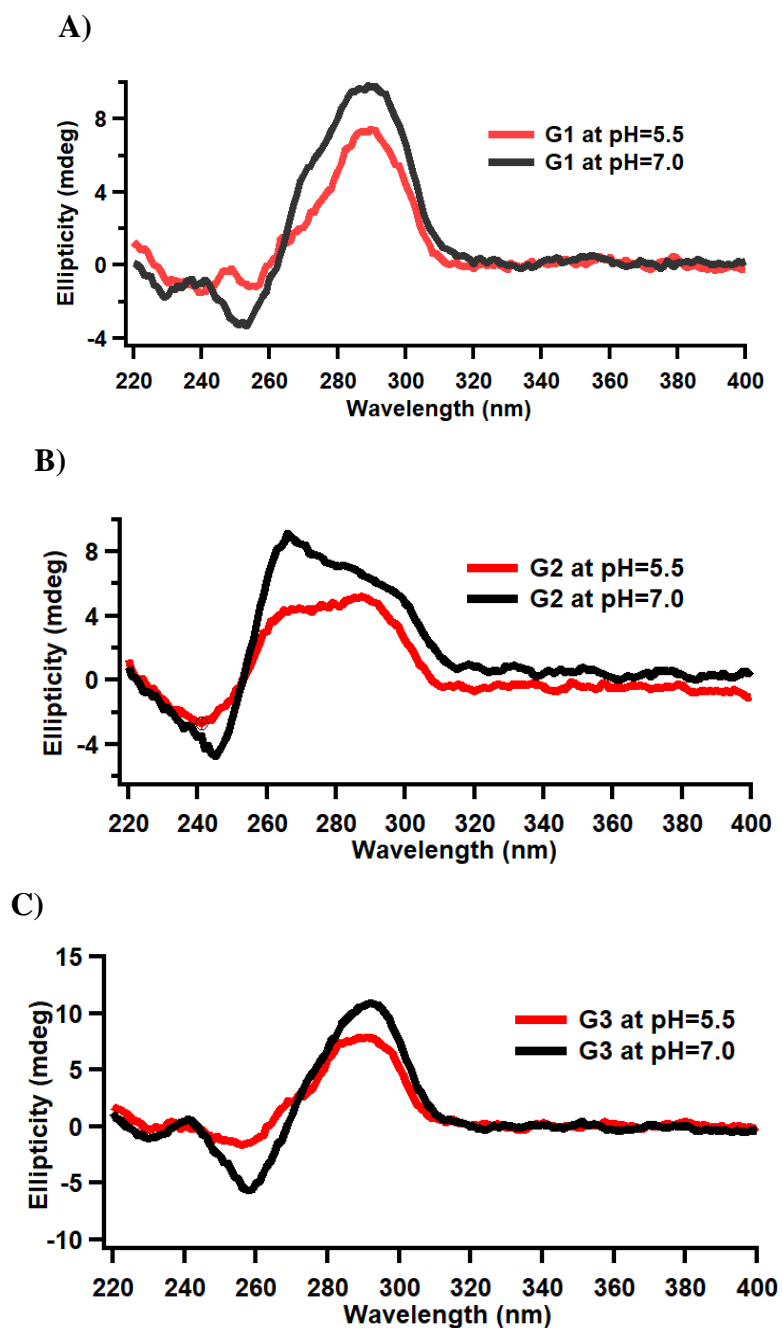 A)
Ellipticity (mdeg)
8
4
0
-4
G1 at pH=5.5
G1 at pH=7.0
220 240 260 280 300 320 340 360 380 400
Wavelength (nm)
B)
Ellipticity (mdeg)
8
4
0
-4
G2 at pH=5.5
G2 at pH=7.0
220 240 260 280 300 320 340 360 380 400
Wavelength (nm)
C)
Ellipticity (mdeg)
15
10
5
0
-5
-10
G3 at pH=5.5
G3 at pH=7.0
220 240 260 280 300 320 340 360 380 400
Wavelength (nm)